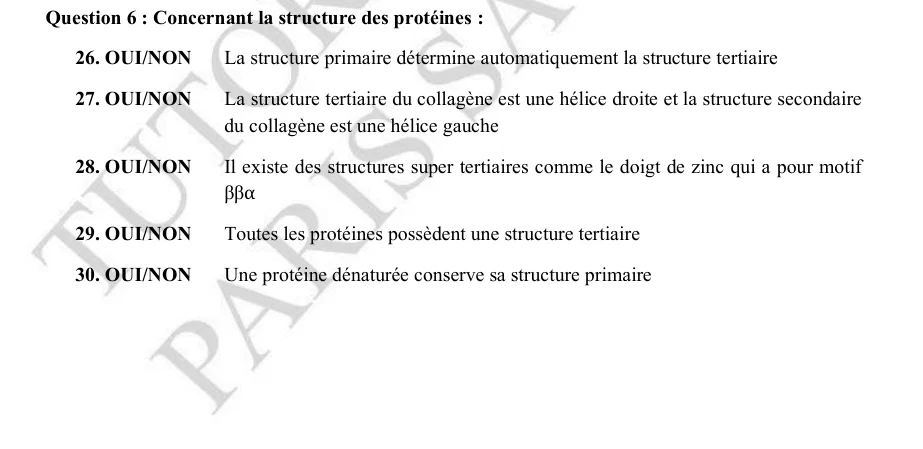 Question 6 : Concernant la structure des protéines :
26. OUI/NON La structure primaire détermine automatiquement la structure tertiaire
27. OUI/NON La structure tertiaire du collagène est une hélice droite et la structure secondaire
du collagène est une hélice gauche
28. OUI/NON Il existe des structures super tertiaires comme le doigt de zinc qui a pour motif
ββα
29. OUI/NON Toutes les protéines possèdent une structure tertiaire
30. OUI/NON Une protéine dénaturée conserve sa structure primaire
TUTOR
PARIS SA